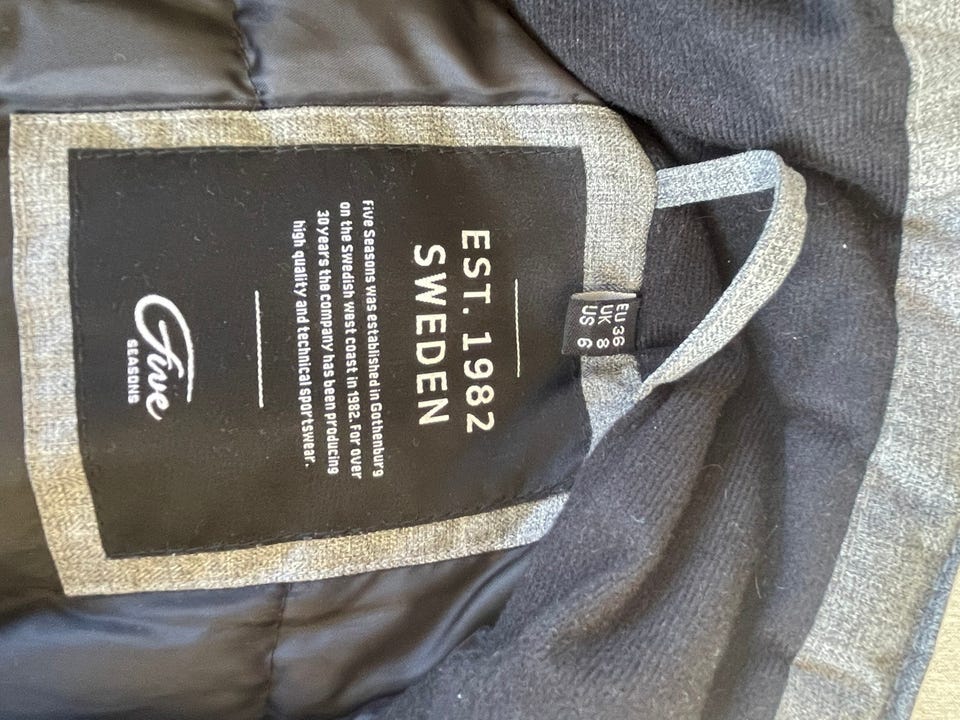 EU 36
UK 8
US 6
EST. 1982
SWEDEN
Five Seasons was established in Gothenburg
on the Swedish west coast in 1982. For over
30 years the company has been producing
high quality and technical sportswear.
Five
SEASONS